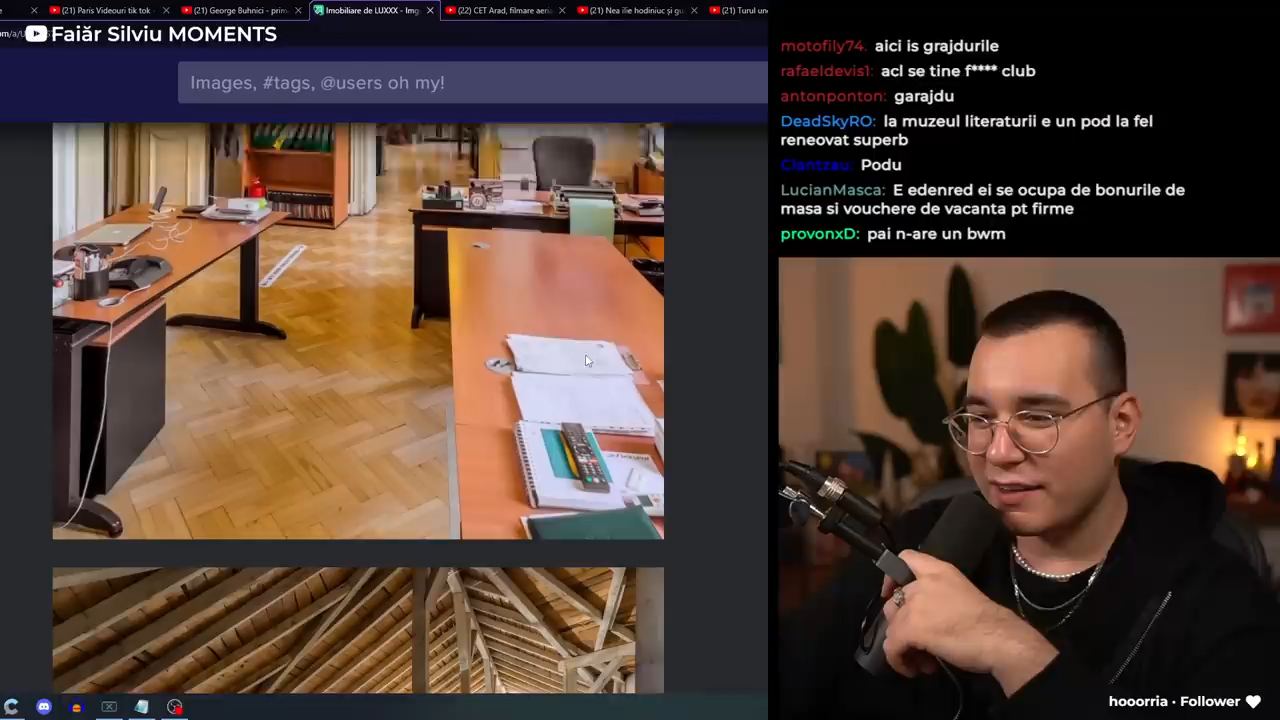 (21) Paris Videouri tik tok
(21) George Buhnici - prim
Imobiliare de LUXXX - Img
(22) CET Arad, filmare aeri
(21) Nea ilie hodiniuc și gu
(21) Turul un
Faiăr Silviu MOMENTS
Images, #tags, @users oh my!
motofily74: aici is grajdurile
rafaeldevis1: acl se tine f**** club
antonponton: garajdu
DeadSkyRO: la muzeul literaturii e un pod la fel
reneovat superb
Clantzau: Podu
LucianMasca: E edenred ei se ocupa de bonurile de
masa si vouchere de vacanta pt firme
provonxD: pai n-are un bwm
hooorria · Follower